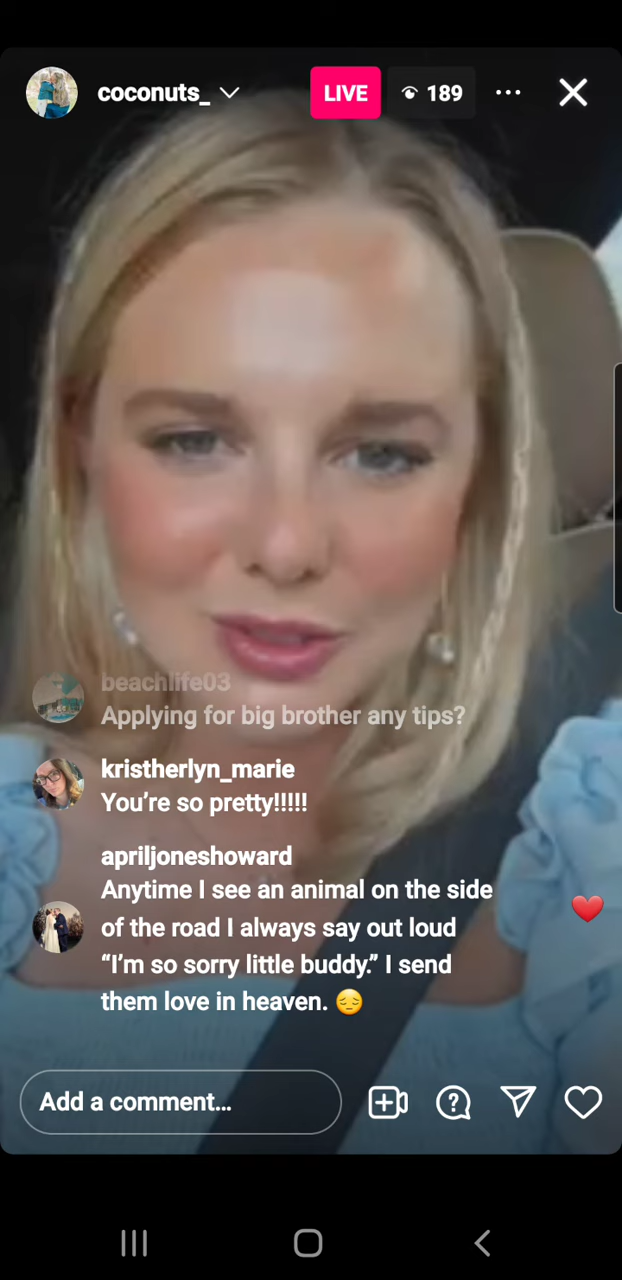 coconuts_
LIVE
189
beachlife03
Applying for big brother any tips?
kristherlyn_marie
You’re so pretty!!!!!
apriljoneshoward
Anytime I see an animal on the side
of the road I always say out loud
“I’m so sorry little buddy.” I send
them love in heaven. 😔
Add a comment...